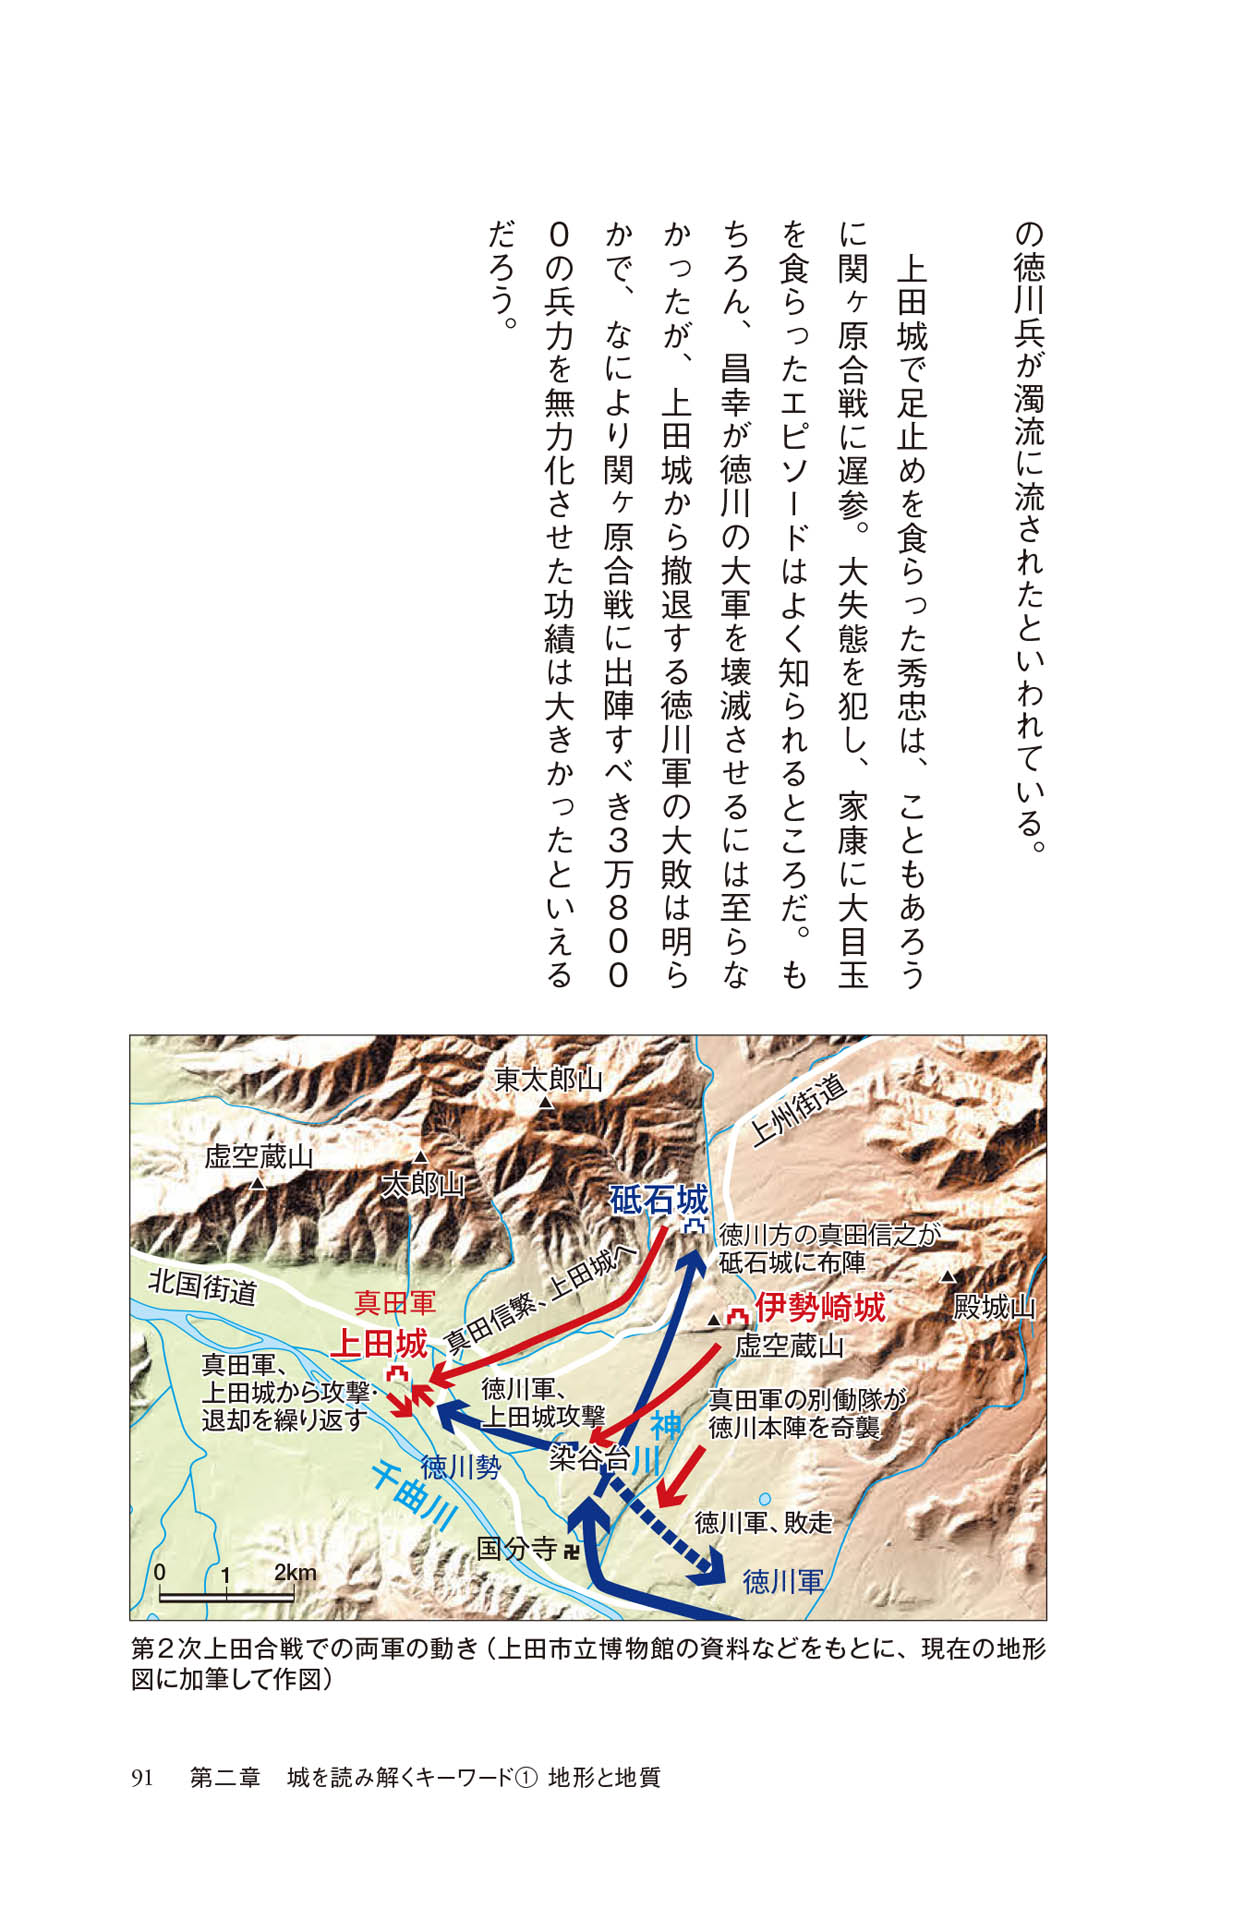 の徳川兵が濁流に流されたといわれている。
上田城で足止めを食らった秀忠は、こともあろう
に関ヶ原合戦に遅参。大失態を犯し、家康に大目玉
を食らったエピソードはよく知られるところだ。も
ちろん、昌幸が徳川の大軍を壊滅させるには至らな
かったが、上田城から撤退する徳川軍の大敗は明ら
かで、なにより関ヶ原合戦に出陣すべき3万800
0の兵力を無力化させた功績は大きかったといえる
だろう。
東太郎山
上州街道
虚空蔵山
太郎山
砥石城
徳川方の真田信之が
砥石城に布陣
北国街道
真田信繁、上田城へ
真田軍
上田城
伊勢崎城
殿城山
虚空蔵山
真田軍、
上田城から攻撃・
退却を繰り返す
徳川軍、
上田城攻撃
真田軍の別働隊が
徳川本陣を奇襲
神川
染谷台
徳川勢
千曲川
徳川軍、敗走
国分寺卍
徳川軍
0 1 2km
第2次上田合戦での両軍の動き（上田市立博物館の資料などをもとに、現在の地形
図に加筆して作図）
91 第二章 城を読み解くキーワード① 地形と地質